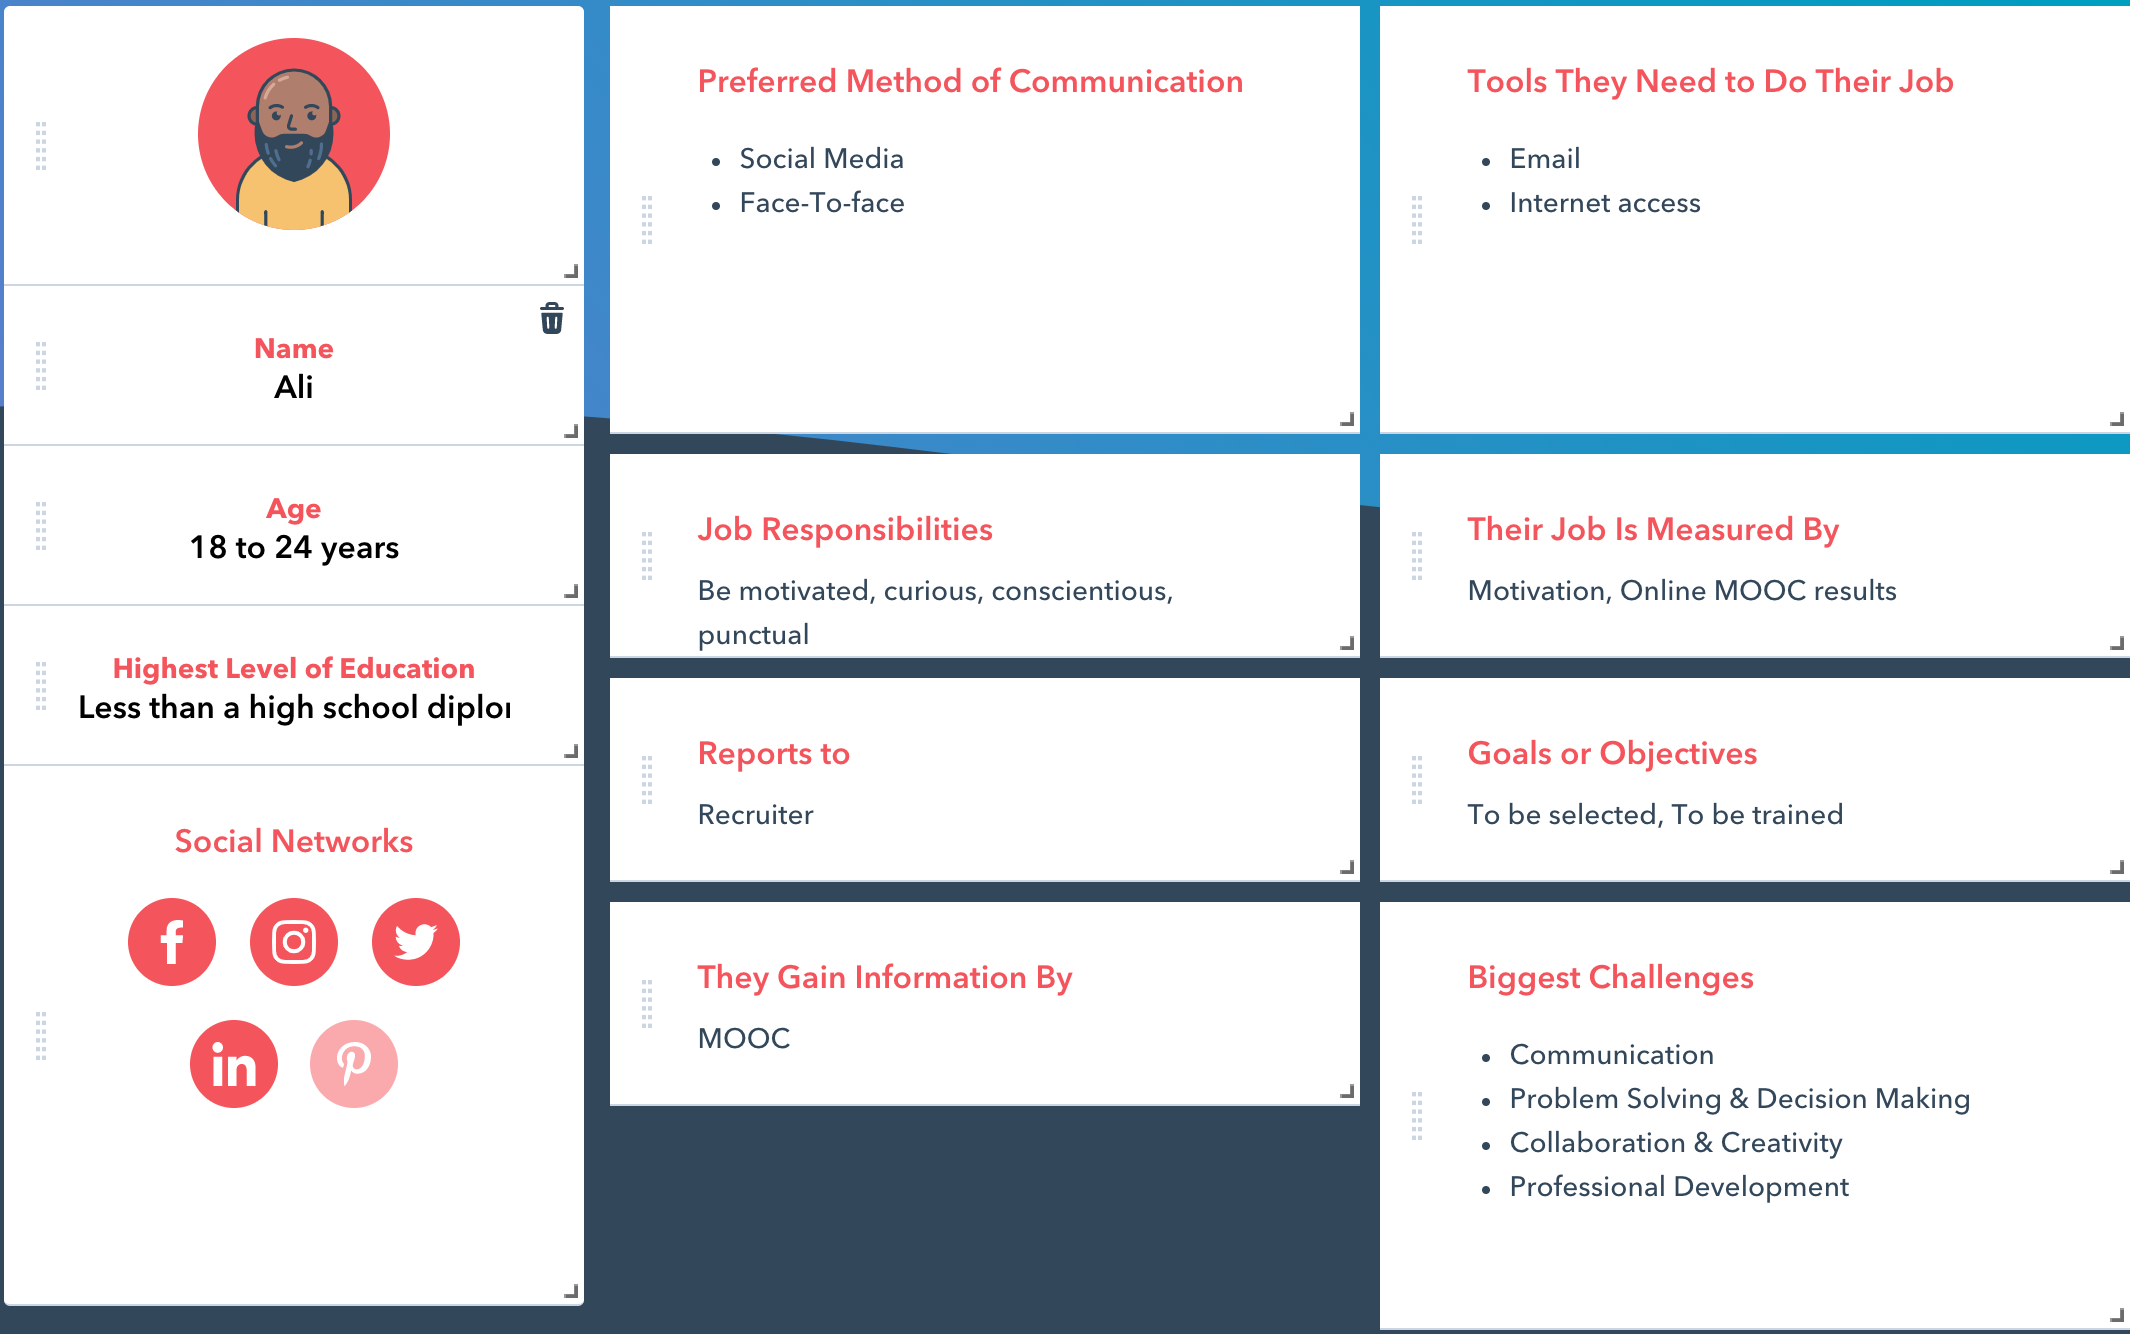 Name
Ali
Age
18 to 24 years
Highest Level of Education
Less than a high school
Social Networks
Preferred Method of Communication
Social Media
Face-To-face
Tools They Need to Do Their Job
Email
Internet access
Job Responsibilities
Be motivated, curious, conscientious,
punctual
Their Job Is Measured By
Motivation, Online MOOC results
Reports to
Recruiter
Goals or Objectives
To be selected, To be trained
They Gain Information By
MOOC
Biggest Challenges
Communication
Problem Solving & Decision Making
Collaboration & Creativity
Professional Development